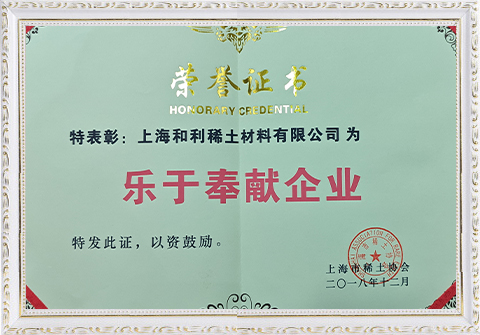 荣誉证书
HONORARY CREDENTIAL
特表彰：上海和利稀土材料有限公司为
乐于奉献企业
特发此证，以资鼓励。
上海市稀土协会
二〇一八年十二月